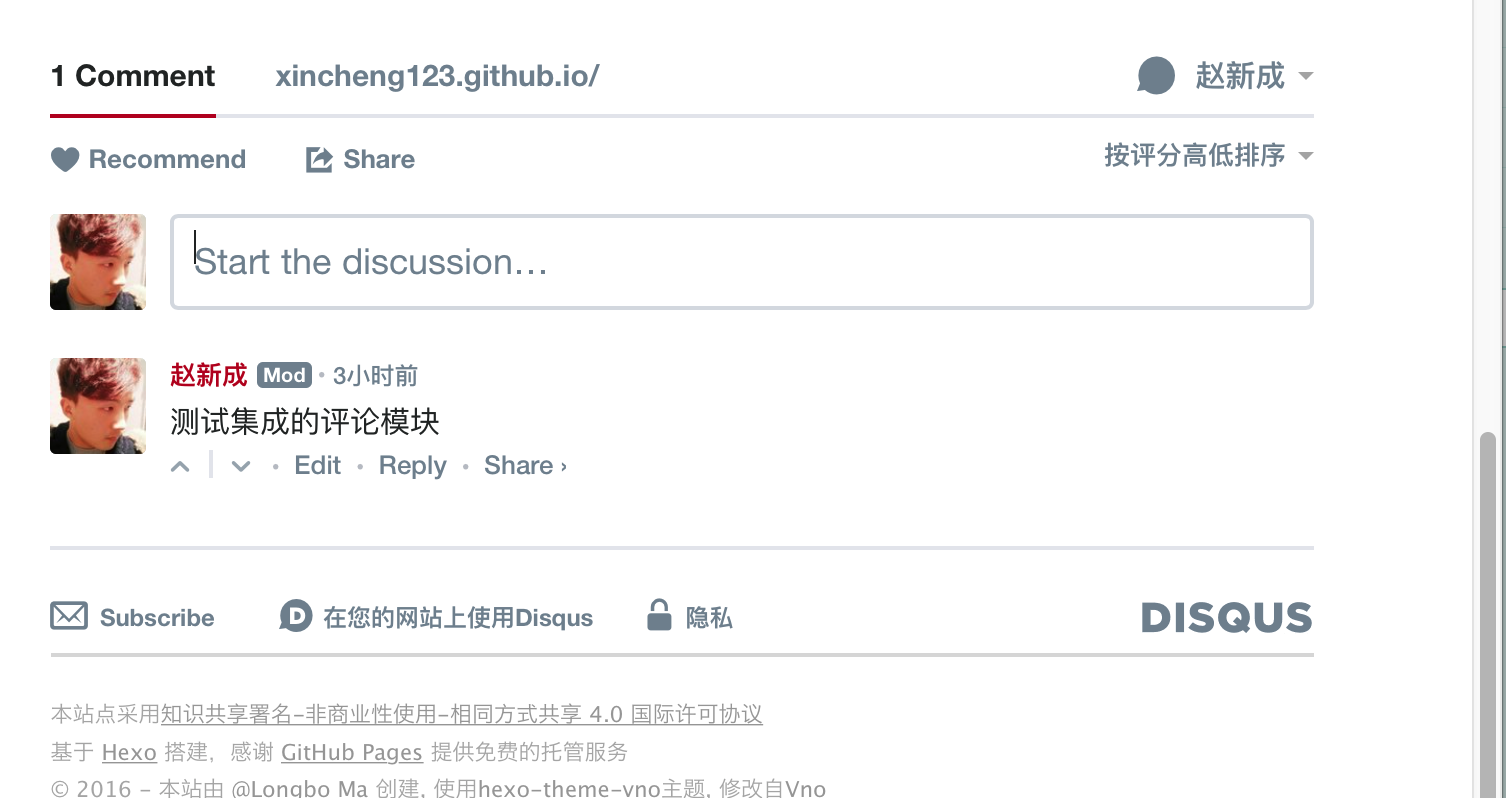 1 Comment xincheng123.github.io/ 赵新成
Recommend Share 按评分高低排序
Start the discussion…
赵新成 Mod • 3小时前
测试集成的评论模块
• Edit • Reply • Share ›
Subscribe D 在您的网站上使用Disqus 隐私 DISQUS
本站点采用知识共享署名-非商业性使用-相同方式共享 4.0 国际许可协议
基于 Hexo 搭建，感谢 GitHub Pages 提供免费的托管服务
© 2016 - 本站由 @Longbo Ma 创建, 使用hexo-theme-vno主题, 修改自Vno